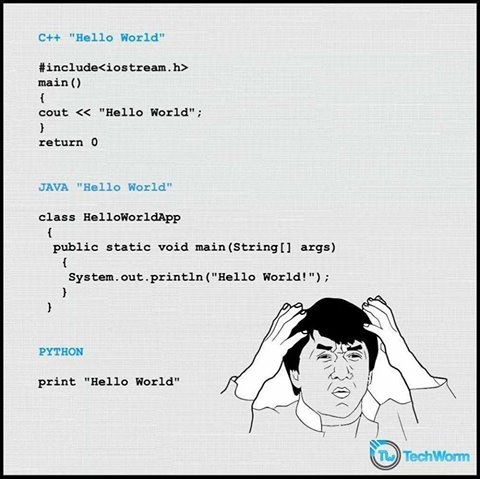 C++ "Hello World"
#include<iostream.h>
main()
{
cout << "Hello World";
}
return 0
JAVA "Hello World"
class HelloWorldApp
{
public static void main(String[] args)
{
System.out.println("Hello World!");
}
}
PYTHON
print "Hello World"
TW TechWorm